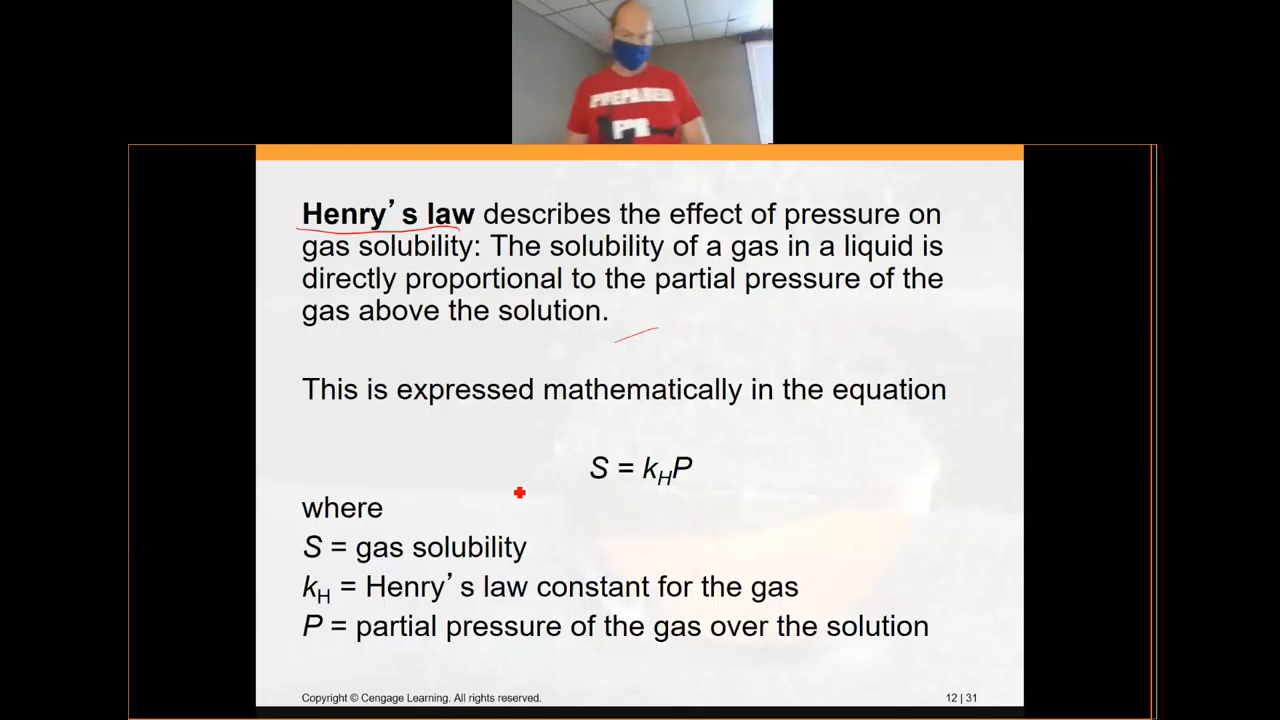 PREPARED
FOR
Henry’s law describes the effect of pressure on
gas solubility: The solubility of a gas in a liquid is
directly proportional to the partial pressure of the
gas above the solution.
This is expressed mathematically in the equation
S = kHP
where
S = gas solubility
kH = Henry’s law constant for the gas
P = partial pressure of the gas over the solution
Copyright © Cengage Learning. All rights reserved.
12 | 31